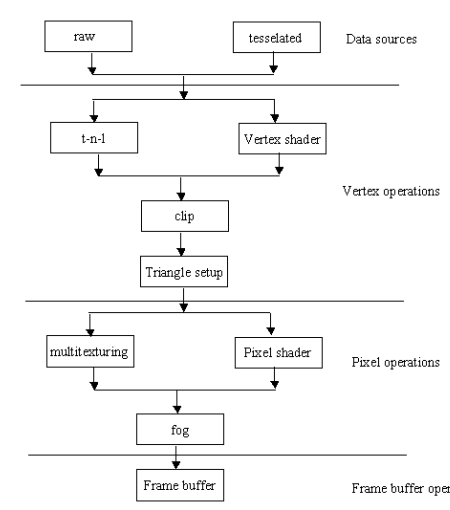 raw
tesselated
Data sources
t-n-l
Vertex shader
Vertex operations
clip
Triangle setup
multitexturing
Pixel shader
Pixel operations
fog
Frame buffer
Frame buffer oper